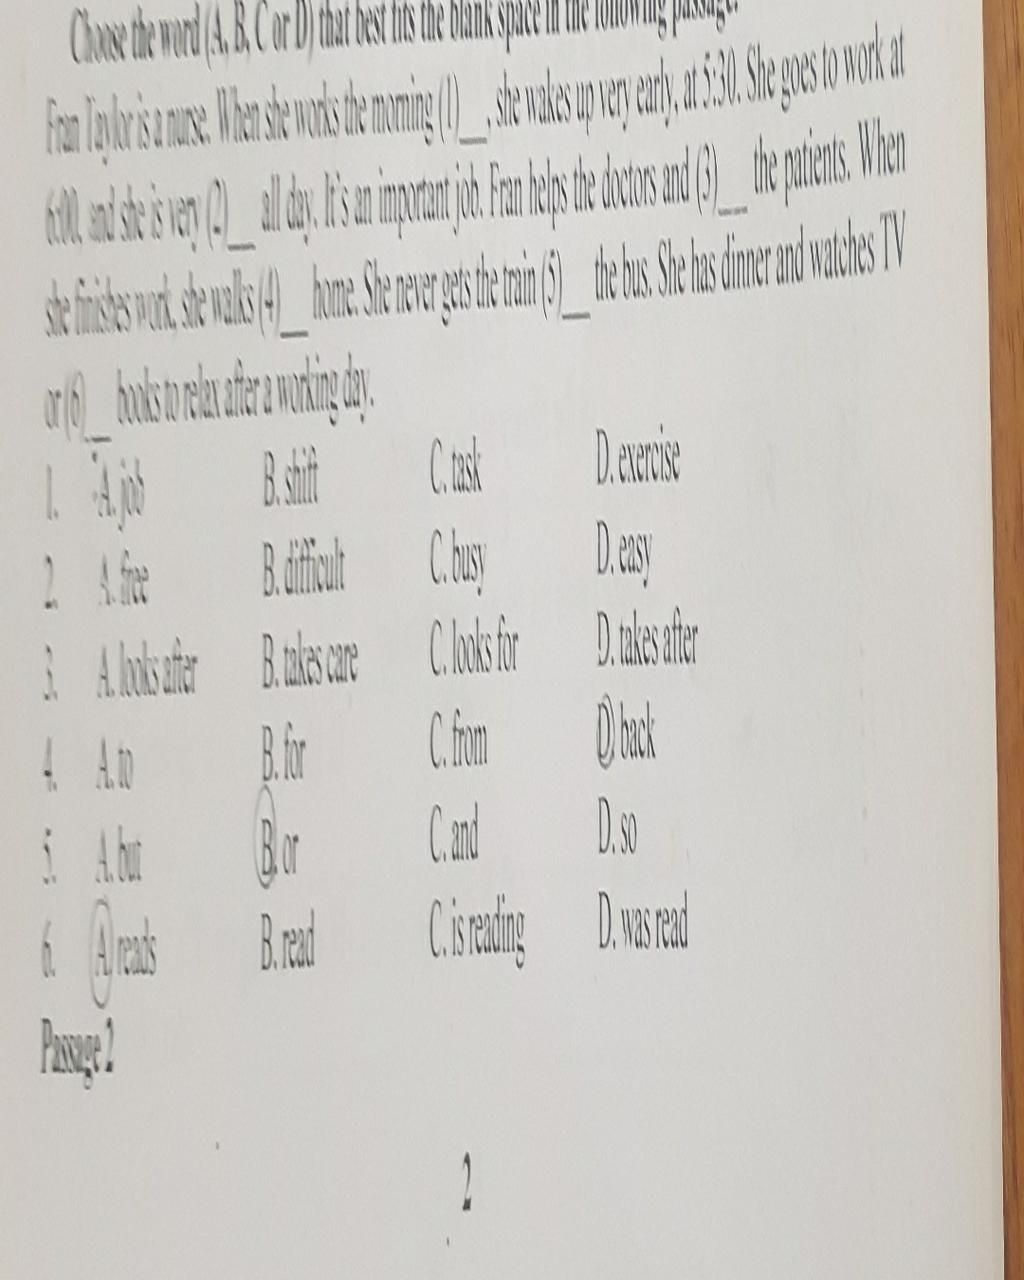 Choose the word (A, B, C or D) that best fits the blank space in the following passage.
Fran Taylor is a nurse. When she works the morning (1)__, she wakes up very early, at 5:30. She goes to work at
6:00, and she is very (2)__ all day. It's an important job. Fran helps the doctors and (3)__ the patients. When
she finishes work, she walks (4)__ home. She never gets the train (5)__ the bus. She has dinner and watches TV
or (6)__ books to relax after a working day.
1. A. job B. shift C. task D. exercise
2. A. free B. difficult C. busy D. easy
3. A. looks after B. takes care C. looks for D. takes after
4. A. to B. for C. from D. back
5. A. but B. or C. and D. so
6. A. reads B. read C. is reading D. was read
Passage 2
2